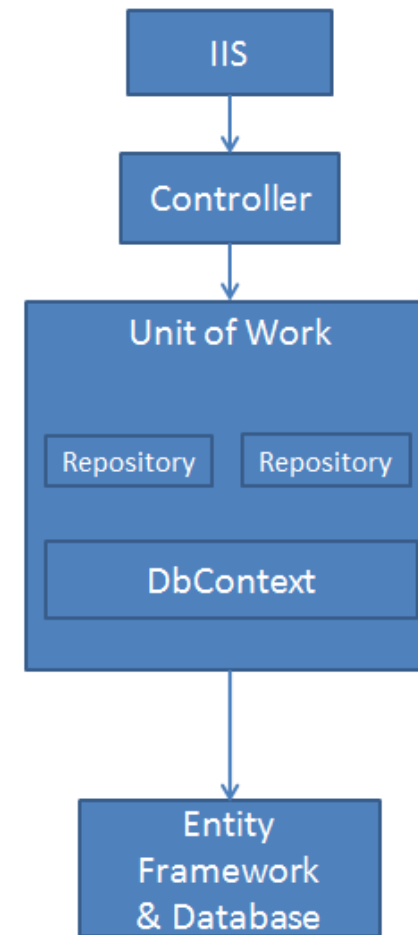 IIS
Controller
Unit of Work
Repository Repository
DbContext
Entity
Framework
& Database